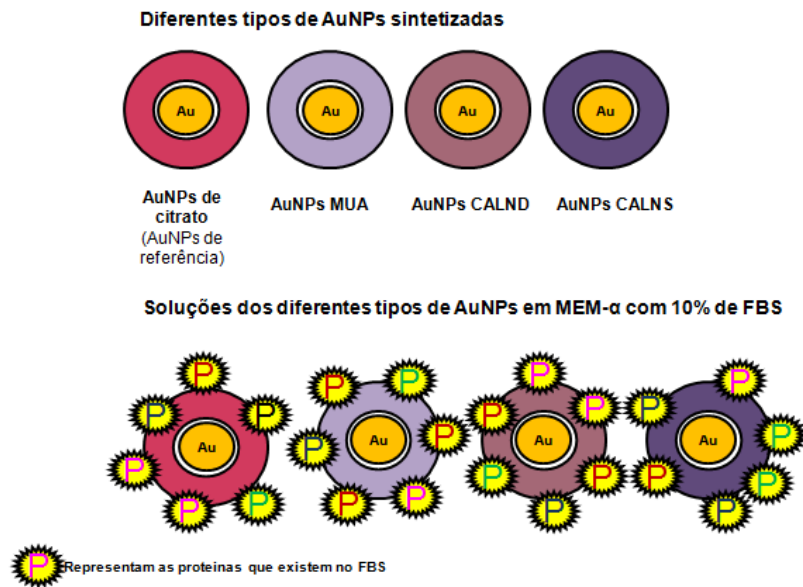 Diferentes tipos de AuNPs sintetizadas
Au Au Au Au
AuNPs de citrato (AuNPs de referência)
AuNPs MUA
AuNPs CALND
AuNPs CALNS
Soluções dos diferentes tipos de AuNPs em MEM-α com 10% de FBS
P P P P P P Au
P P P P P P Au
P P P P P P Au
P P P P P P Au
P Representam as proteinas que existem no FBS